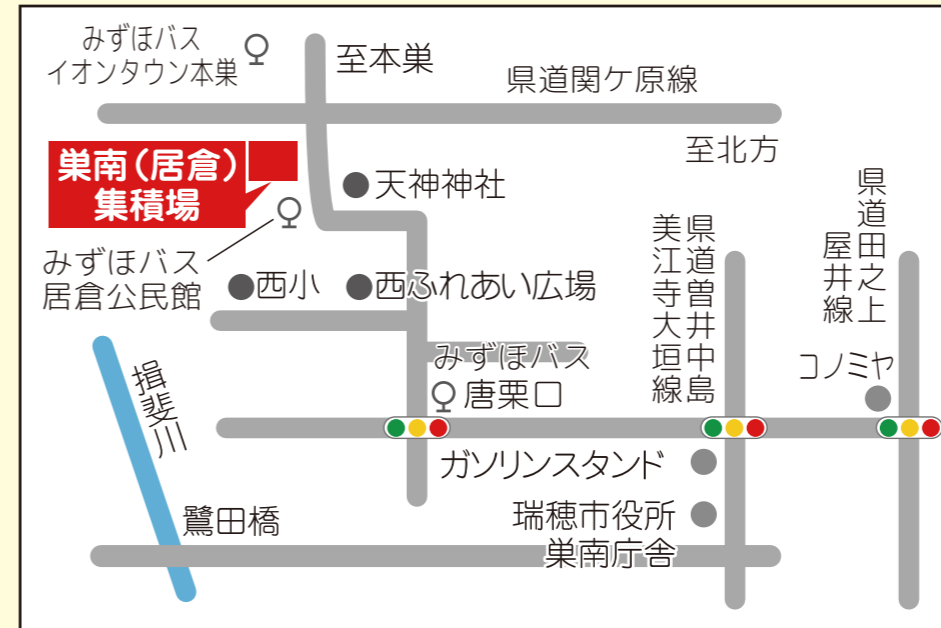 みずほバス
イオンタウン本巣
至本巣
県道関ケ原線
至北方
巣南(居倉)
集積場
天神神社
みずほバス
居倉公民館
西小
西ふれあい広場
県道曽井中島
美江寺大垣線
県道田之上
屋井線
みずほバス
唐栗口
コノミヤ
揖斐川
ガソリンスタンド
鷺田橋
瑞穂市役所
巣南庁舎